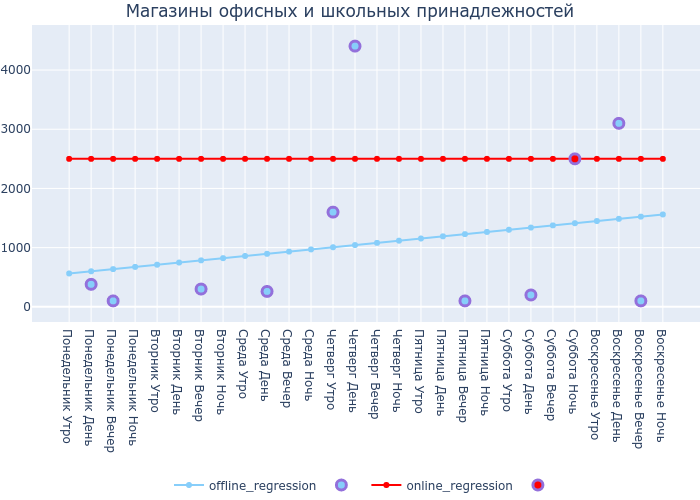 Магазины офисных и школьных принадлежностей
4000
3000
2000
1000
0
Понедельник Утро
Понедельник День
Понедельник Вечер
Понедельник Ночь
Вторник Утро
Вторник День
Вторник Вечер
Вторник Ночь
Среда Утро
Среда День
Среда Вечер
Среда Ночь
Четверг Утро
Четверг День
Четверг Вечер
Четверг Ночь
Пятница Утро
Пятница День
Пятница Вечер
Пятница Ночь
Суббота Утро
Суббота День
Суббота Вечер
Суббота Ночь
Воскресенье Утро
Воскресенье День
Воскресенье Вечер
Воскресенье Ночь
offline_regression
online_regression